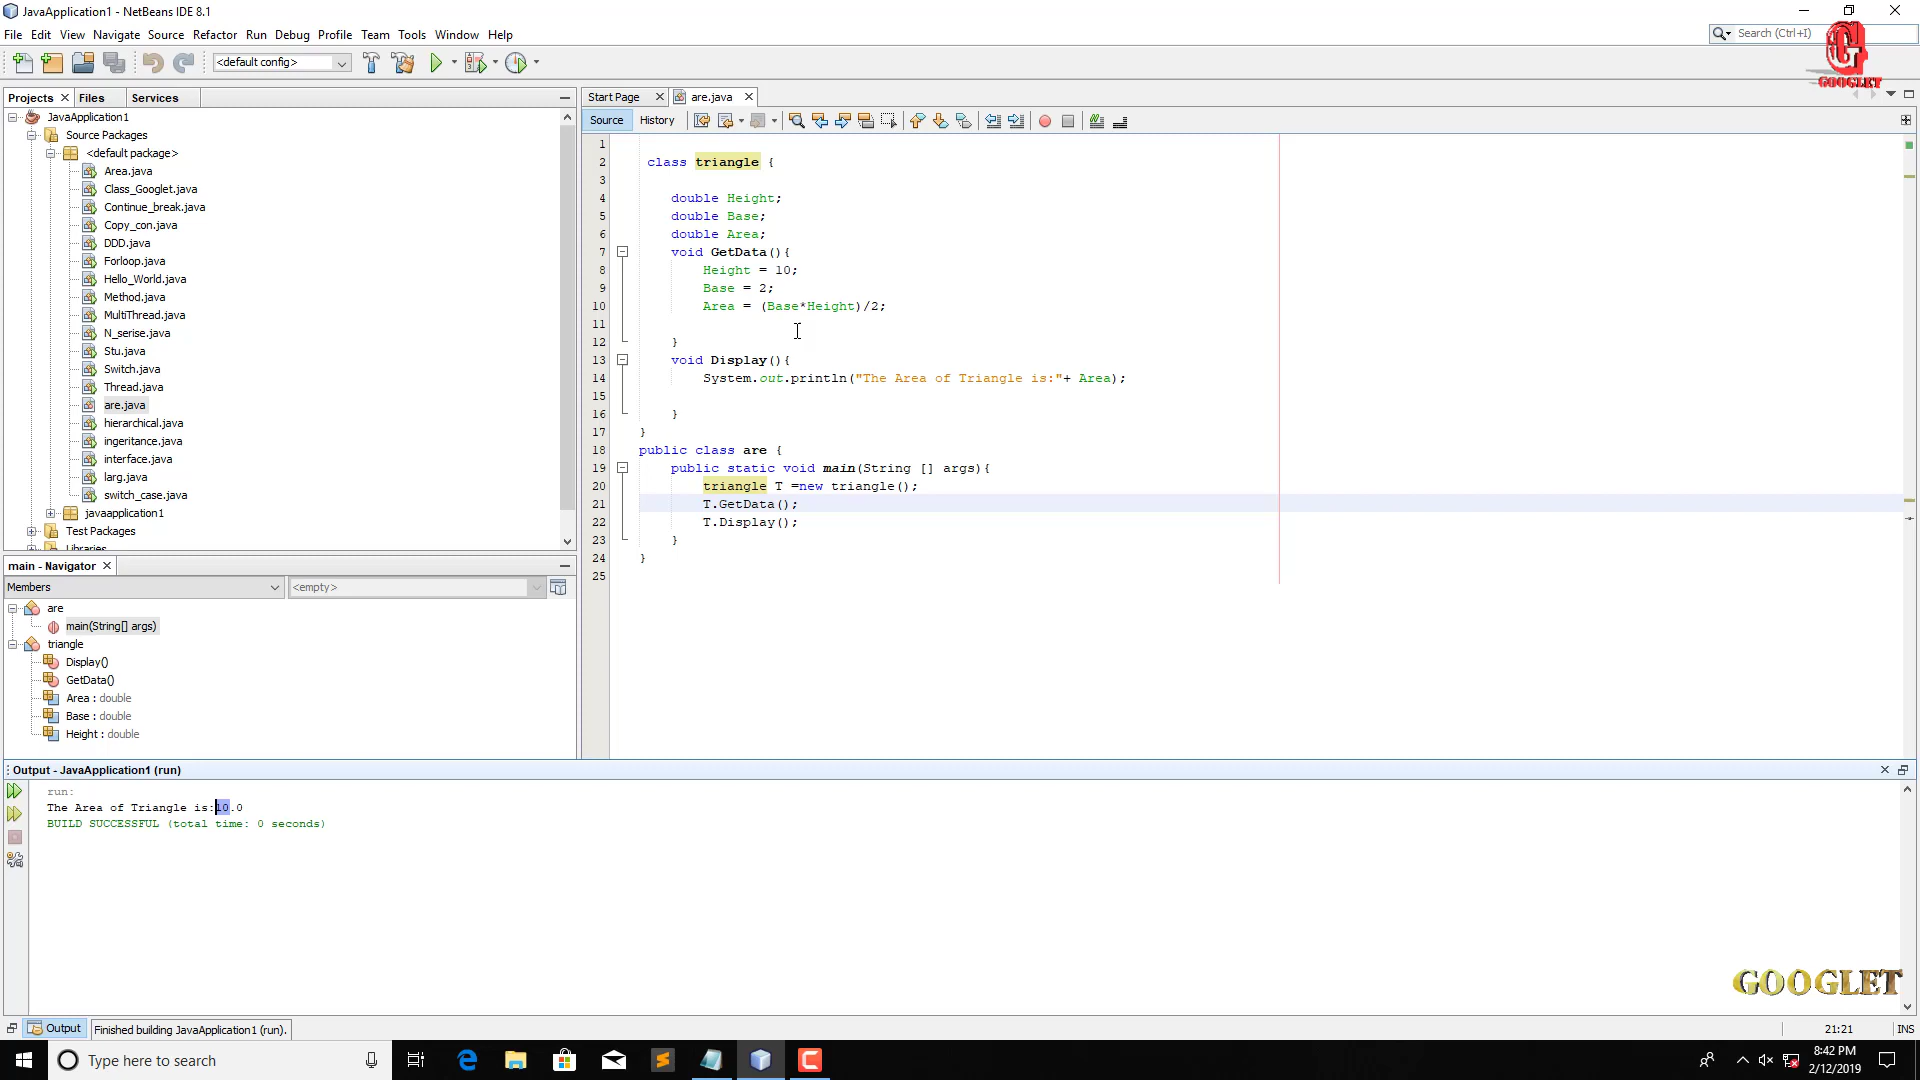 JavaApplication1 - NetBeans IDE 8.1
File Edit View Navigate Source Refactor Run Debug Profile Team Tools Window Help
Search (Ctrl+I)
GOOGLET
<default config>
Projects Files Services
JavaApplication1
Source Packages
<default package>
Area.java
Class_Googlet.java
Continue_break.java
Copy_con.java
DDD.java
Forloop.java
Hello_World.java
Method.java
MultiThread.java
N_serise.java
Stu.java
Switch.java
Thread.java
are.java
hierarchical.java
ingeritance.java
interface.java
larg.java
switch_case.java
javaapplication1
Test Packages
Libraries
main - Navigator
Members <empty>
are
main(String[] args)
triangle
Display()
GetData()
Area : double
Base : double
Height : double
Start Page are.java
Source History
1
2 class triangle {
3
4 double Height;
5 double Base;
6 double Area;
7 void GetData(){
8 Height = 10;
9 Base = 2;
10 Area = (Base*Height)/2;
11
12 }
13 void Display(){
14 System.out.println("The Area of Triangle is:"+ Area);
15
16 }
17 }
18 public class are {
19 public static void main(String [] args){
20 triangle T =new triangle();
21 T.GetData();
22 T.Display();
23 }
24 }
25
Output - JavaApplication1 (run)
run:
The Area of Triangle is:10.0
BUILD SUCCESSFUL (total time: 0 seconds)
GOOGLET
Output Finished building JavaApplication1 (run).
21:21 INS
Type here to search
8:42 PM
2/12/2019